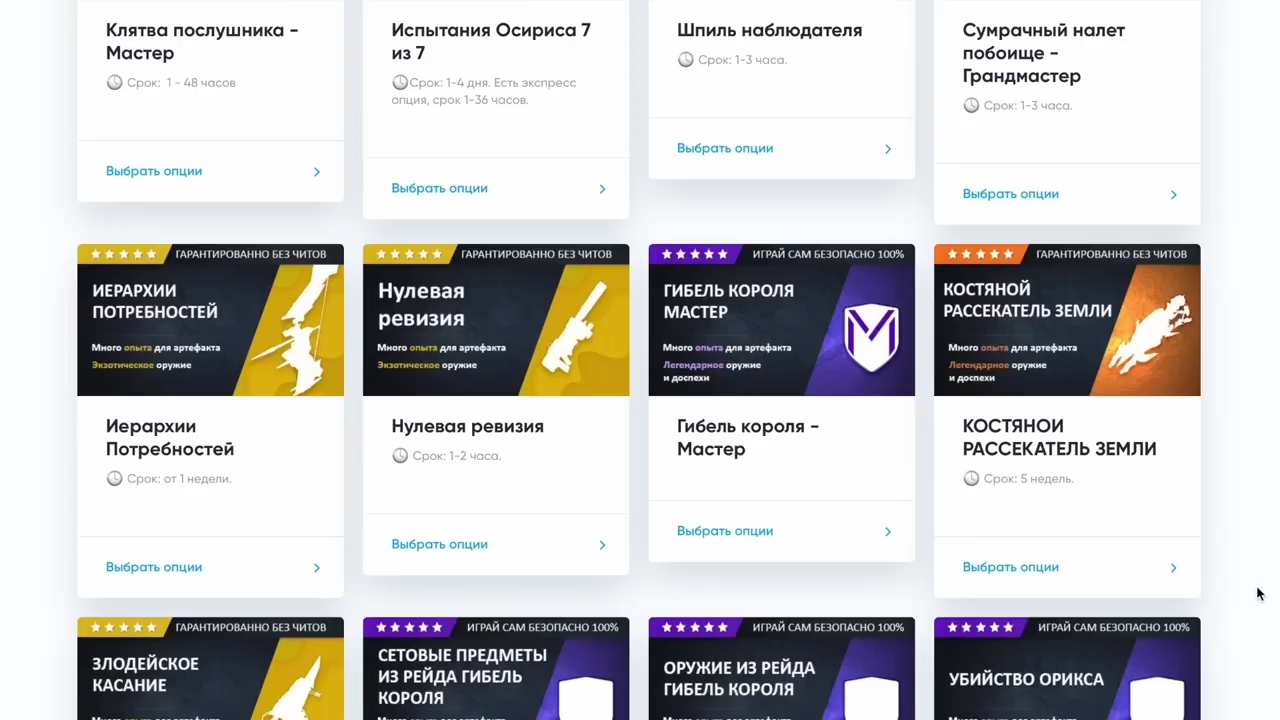 Клятва послушника -
Мастер
Срок: 1 - 48 часов
Выбрать опции
Испытания Осириса 7
из 7
Срок: 1-4 дня. Есть экспресс
опция, срок 1-36 часов.
Выбрать опции
Шпиль наблюдателя
Срок: 1-3 часа.
Выбрать опции
Сумрачный налет
побоище -
Грандмастер
Срок: 1-3 часа.
Выбрать опции
ГАРАНТИРОВАННО БЕЗ ЧИТОВ
ИЕРАРХИИ
ПОТРЕБНОСТЕЙ
Много опыта для артефакта
Экзотическое оружие
Иерархии
Потребностей
Срок: от 1 недели.
Выбрать опции
ГАРАНТИРОВАННО БЕЗ ЧИТОВ
Нулевая
ревизия
Много опыта для артефакта
Экзотическое оружие
Нулевая ревизия
Срок: 1-2 часа.
Выбрать опции
ИГРАЙ САМ БЕЗОПАСНО 100%
ГИБЕЛЬ КОРОЛЯ
МАСТЕР
Много опыта для артефакта
Легендарное оружие
и доспехи
Гибель короля -
Мастер
Выбрать опции
ГАРАНТИРОВАННО БЕЗ ЧИТОВ
КОСТЯНОЙ
РАССЕКАТЕЛЬ ЗЕМЛИ
Много опыта для артефакта
Легендарное оружие
и доспехи
КОСТЯНОИ
РАССЕКАТЕЛЬ ЗЕМЛИ
Срок: 5 недель.
Выбрать опции
ГАРАНТИРОВАННО БЕЗ ЧИТОВ
ЗЛОДЕЙСКОЕ
КАСАНИЕ
ИГРАЙ САМ БЕЗОПАСНО 100%
СЕТОВЫЕ ПРЕДМЕТЫ
ИЗ РЕЙДА ГИБЕЛЬ
КОРОЛЯ
ИГРАЙ САМ БЕЗОПАСНО 100%
ОРУЖИЕ ИЗ РЕЙДА
ГИБЕЛЬ КОРОЛЯ
ИГРАЙ САМ БЕЗОПАСНО 100%
УБИЙСТВО ОРИКСА